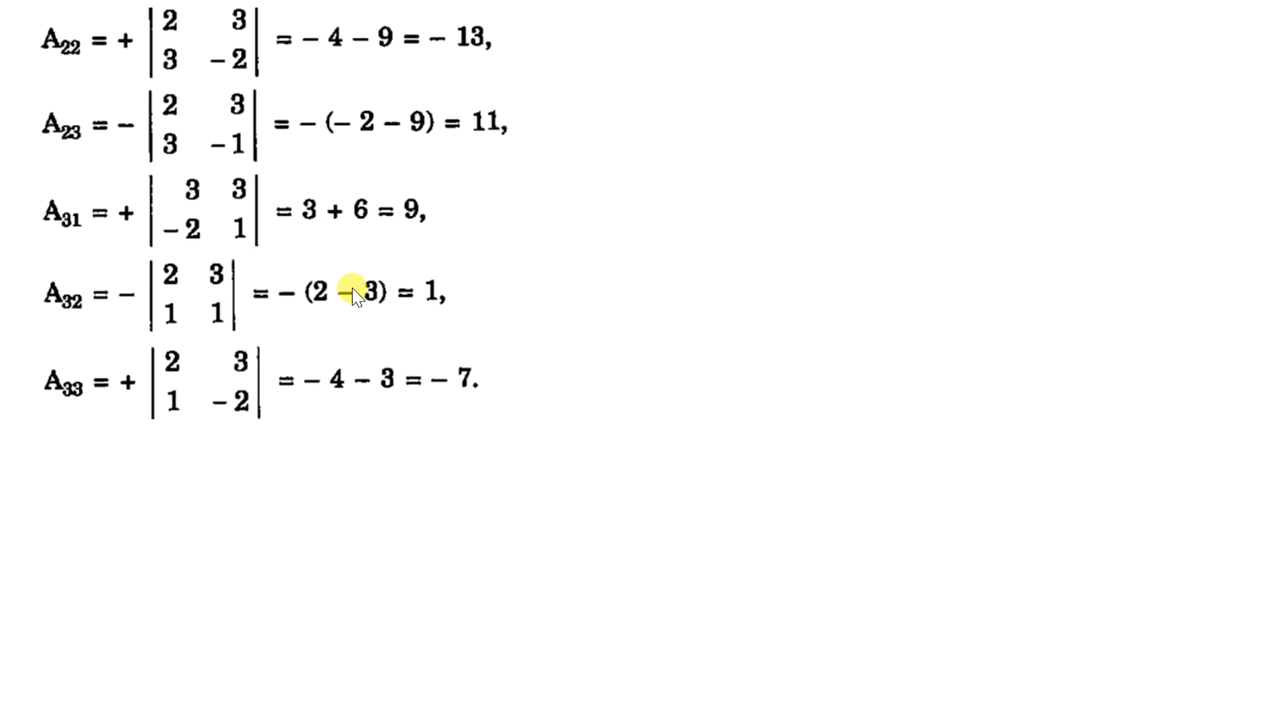 A₂₂ = + | 2 3 | = – 4 – 9 = – 13,
| 3 – 2 |
A₂₃ = – | 2 3 | = – (– 2 – 9) = 11,
| 3 – 1 |
A₃₁ = + | 3 3 | = 3 + 6 = 9,
| – 2 1 |
A₃₂ = – | 2 3 | = – (2 – 3) = 1,
| 1 1 |
A₃₃ = + | 2 3 | = – 4 – 3 = – 7.
| 1 – 2 |